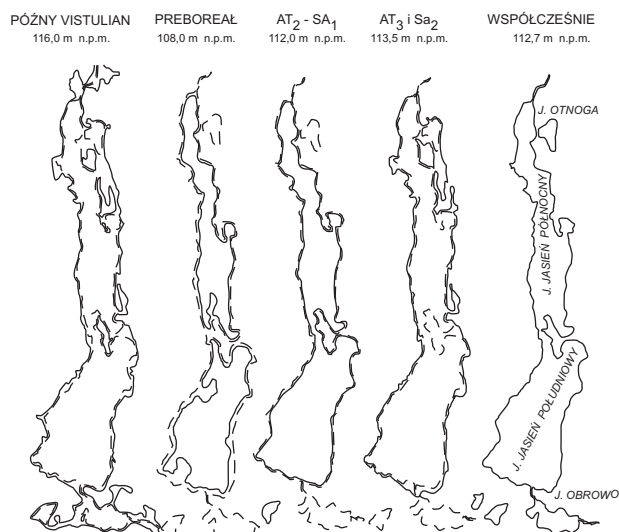 PÓŹNY VISTULIAN PREBOREAŁ AT2 - SA1 AT3 i Sa2 WSPÓŁCZEŚNIE
116,0 m n.p.m. 108,0 m n.p.m. 112,0 m n.p.m. 113,5 m n.p.m. 112,7 m n.p.m.
J. OTNOGA
J. JASIEŃ PÓŁNOCNY
J. JASIEŃ POŁUDNIOWY
J. OBROWO